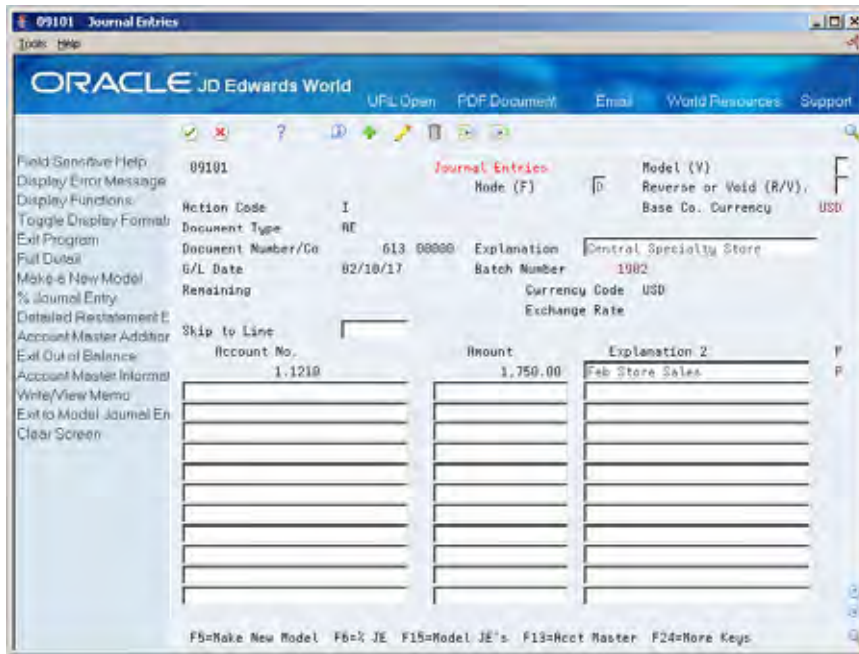 09101 Journal Entries
Tools Help
ORACLE JD Edwards World
URL Open PDF Document Email World Resources Support
Field Sensitive Help
Display Error Message
Display Functions
Toggle Display Formats
Exit Program
Full Detail
Make a New Model
% Journal Entry
Detailed Restatement E
Account Master Addition
Exit Out of Balance
Account Master Informat
Write/View Memo
Exit to Model Journal En
Clear Screen
09101 Journal Entries Model (V)
Mode (F) D Reverse or Void (R/V).
Action Code I Base Co. Currency USD
Document Type AE
Document Number/Co 613 00000 Explanation Central Specialty Store
G/L Date 02/10/17 Batch Number 1902
Remaining Currency Code USD
Exchange Rate
Skip to Line
Account No. Amount Explanation 2 P
1.1210 1,750.00 Feb Store Sales P
F5=Make New Model F6=% JE F15=Model JE's F13=Acct Master F24=More Keys